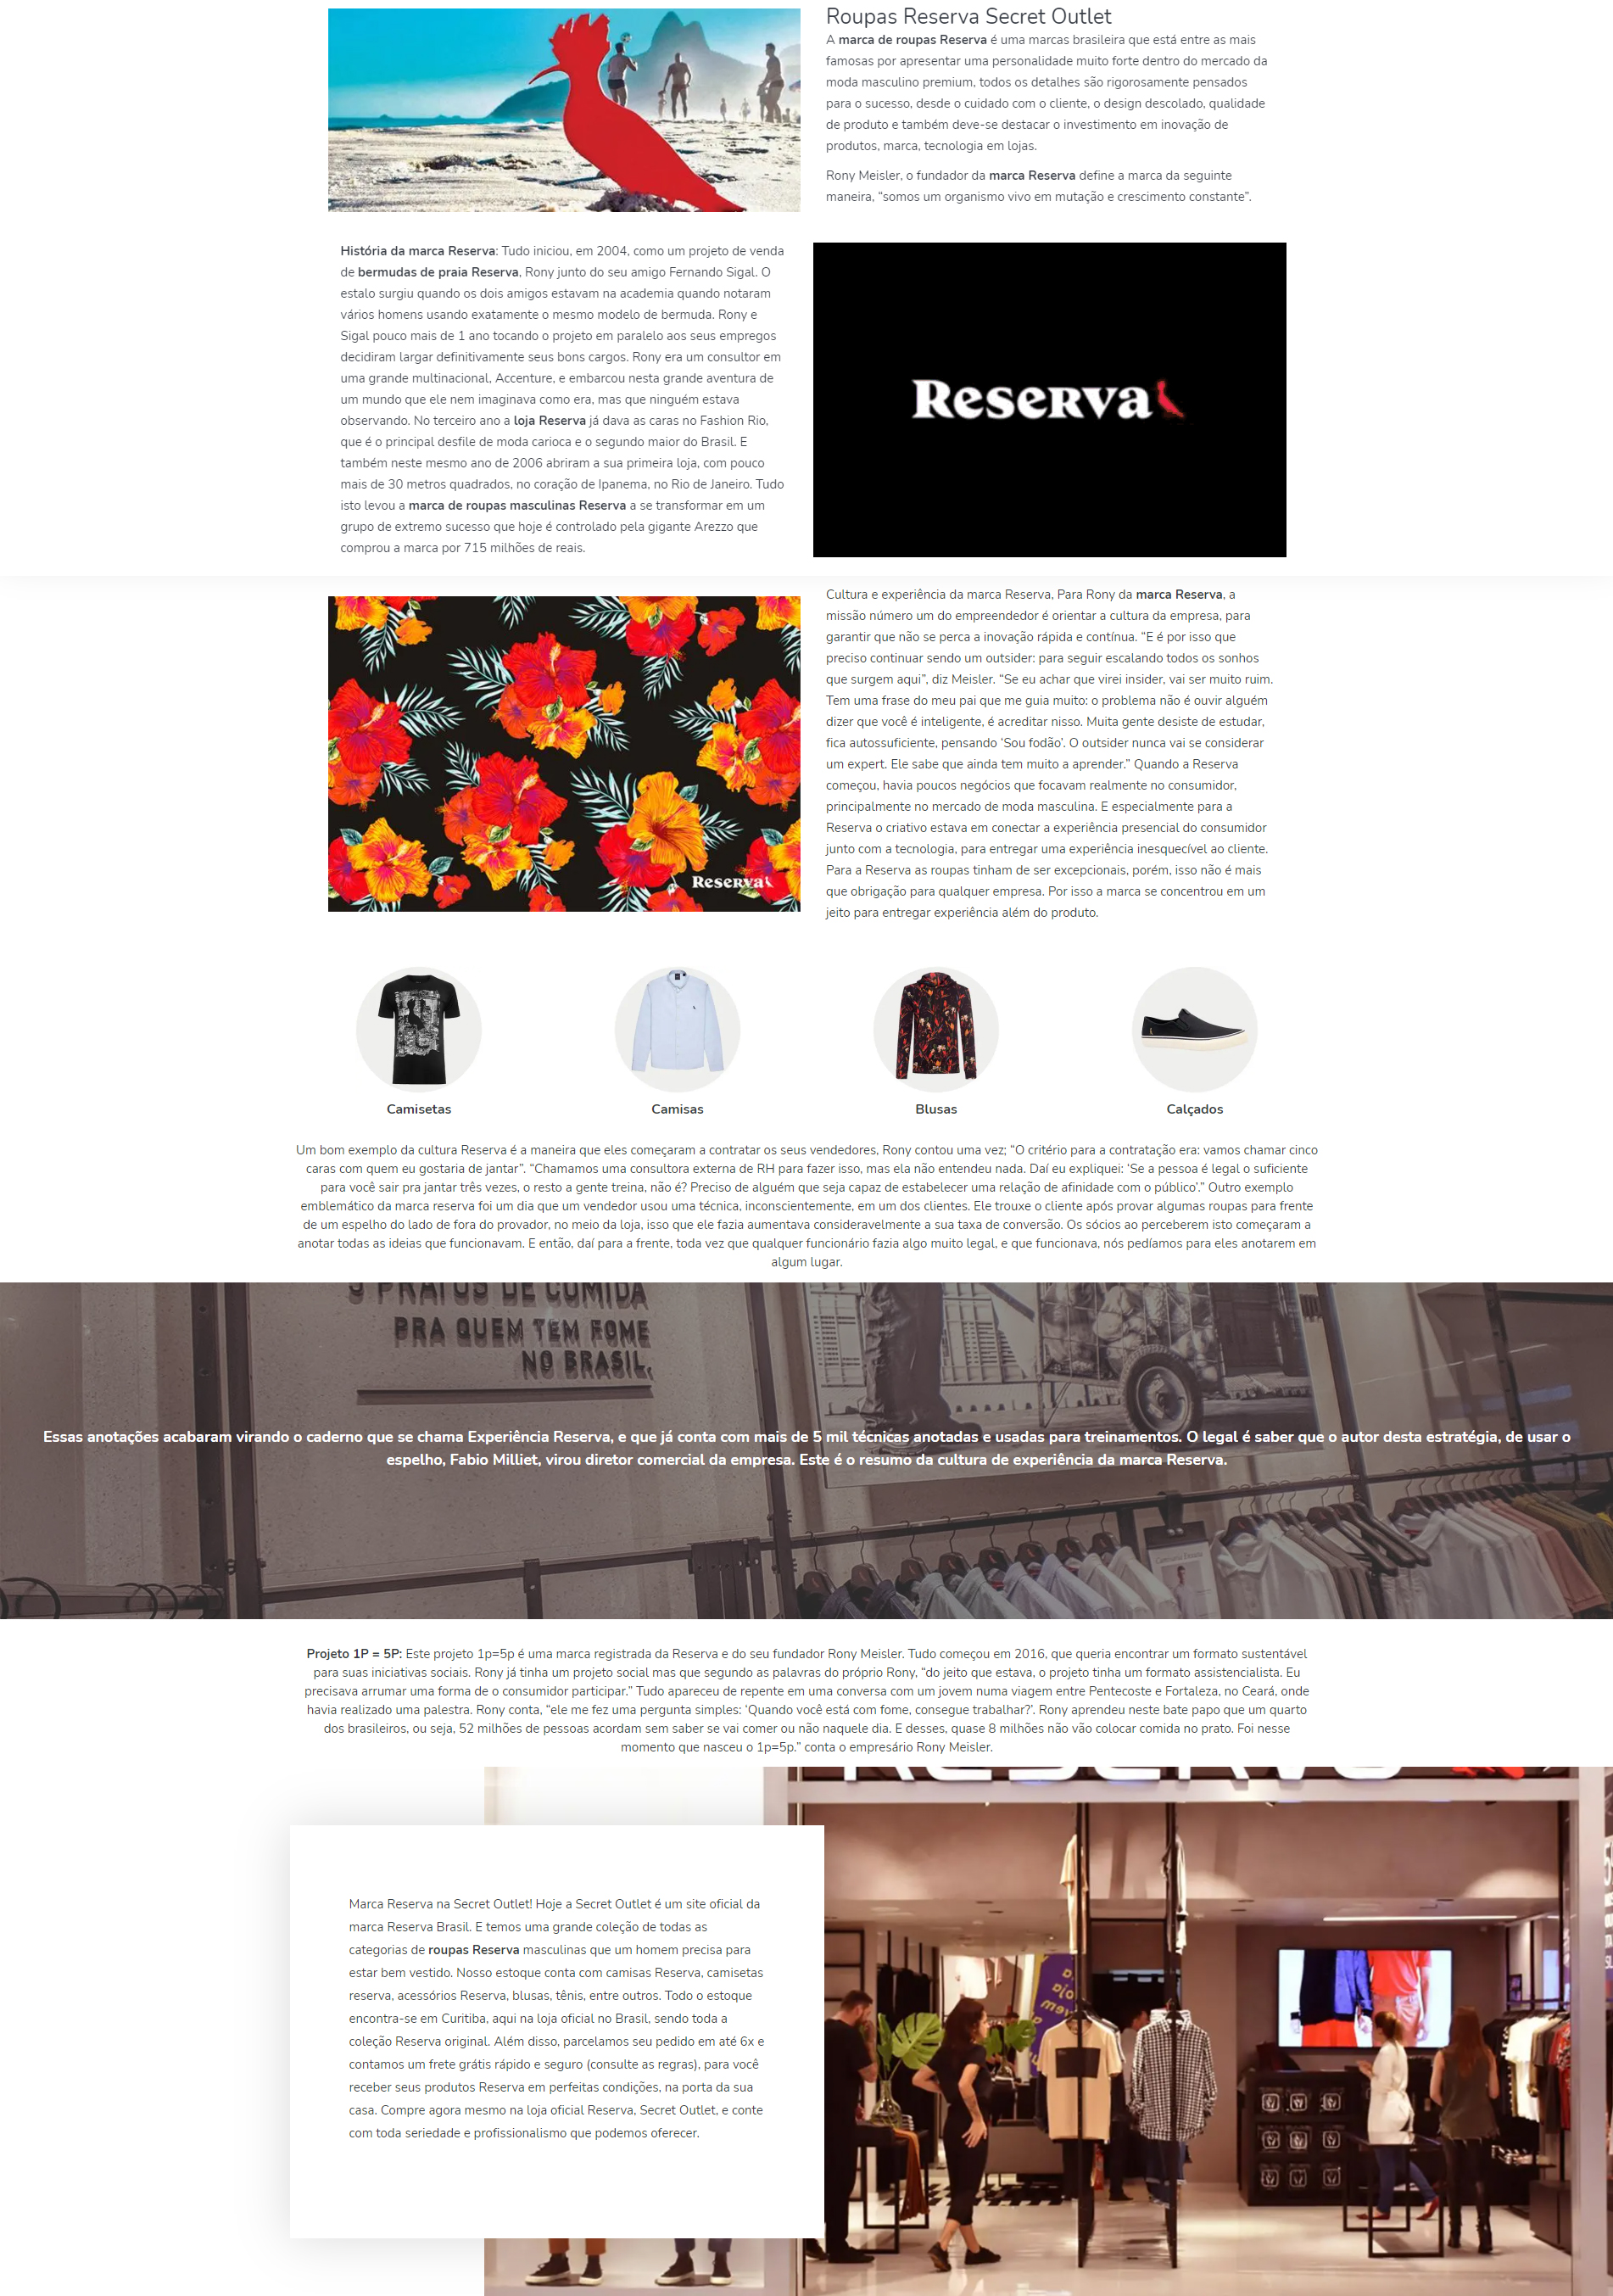 Roupas Reserva Secret Outlet
A marca de roupas Reserva é uma marcas brasileira que está entre as mais
famosas por apresentar uma personalidade muito forte dentro do mercado da
moda masculino premium, todos os detalhes são rigorosamente pensados
para o sucesso, desde o cuidado com o cliente, o design descolado, qualidade
de produto e também deve-se destacar o investimento em inovação de
produtos, marca, tecnologia em lojas.
Rony Meisler, o fundador da marca Reserva define a marca da seguinte
maneira, “somos um organismo vivo em mutação e crescimento constante”.
História da marca Reserva: Tudo iniciou, em 2004, como um projeto de venda
de bermudas de praia Reserva, Rony junto do seu amigo Fernando Sigal. O
estalo surgiu quando os dois amigos estavam na academia quando notaram
vários homens usando exatamente o mesmo modelo de bermuda. Rony e
Sigal pouco mais de 1 ano tocando o projeto em paralelo aos seus empregos
decidiram largar definitivamente seus bons cargos. Rony era um consultor em
uma grande multinacional, Accenture, e embarcou nesta grande aventura de
um mundo que ele nem imaginava como era, mas que ninguém estava
observando. No terceiro ano a loja Reserva já dava as caras no Fashion Rio,
que é o principal desfile de moda carioca e o segundo maior do Brasil. E
também neste mesmo ano de 2006 abriram a sua primeira loja, com pouco
mais de 30 metros quadrados, no coração de Ipanema, no Rio de Janeiro. Tudo
isto levou a marca de roupas masculinas Reserva a se transformar em um
grupo de extremo sucesso que hoje é controlado pela gigante Arezzo que
comprou a marca por 715 milhões de reais.
Reserva
Cultura e experiência da marca Reserva, Para Rony da marca Reserva, a
missão número um do empreendedor é orientar a cultura da empresa, para
garantir que não se perca a inovação rápida e contínua. “E é por isso que
preciso continuar sendo um outsider: para seguir escalando todos os sonhos
que surgem aqui”, diz Meisler. “Se eu achar que virei insider, vai ser muito ruim.
Tem uma frase do meu pai que me guia muito: o problema não é ouvir alguém
dizer que você é inteligente, é acreditar nisso. Muita gente desiste de estudar,
fica autossuficiente, pensando ‘Sou fodão’. O outsider nunca vai se considerar
um expert. Ele sabe que ainda tem muito a aprender.” Quando a Reserva
começou, havia poucos negócios que focavam realmente no consumidor,
principalmente no mercado de moda masculina. E especialmente para a
Reserva o criativo estava em conectar a experiência presencial do consumidor
junto com a tecnologia, para entregar uma experiência inesquecível ao cliente.
Para a Reserva as roupas tinham de ser excepcionais, porém, isso não é mais
que obrigação para qualquer empresa. Por isso a marca se concentrou em um
jeito para entregar experiência além do produto.
Reserva
Camisetas
Camisas
Blusas
Calçados
Um bom exemplo da cultura Reserva é a maneira que eles começaram a contratar os seus vendedores, Rony contou uma vez; “O critério para a contratação era: vamos chamar cinco
caras com quem eu gostaria de jantar”. “Chamamos uma consultora externa de RH para fazer isso, mas ela não entendeu nada. Daí eu expliquei: ‘Se a pessoa é legal o suficiente
para você sair pra jantar três vezes, o resto a gente treina, não é? Preciso de alguém que seja capaz de estabelecer uma relação de afinidade com o público’.” Outro exemplo
emblemático da marca reserva foi um dia que um vendedor usou uma técnica, inconscientemente, em um dos clientes. Ele trouxe o cliente após provar algumas roupas para frente
de um espelho do lado de fora do provador, no meio da loja, isso que ele fazia aumentava consideravelmente a sua taxa de conversão. Os sócios ao perceberem isto começaram a
anotar todas as ideias que funcionavam. E então, daí para a frente, toda vez que qualquer funcionário fazia algo muito legal, e que funcionava, nós pedíamos para eles anotarem em
algum lugar.
5 PRATOS DE COMIDA
PRA QUEM TEM FOME
NO BRASIL.
Essas anotações acabaram virando o caderno que se chama Experiência Reserva, e que já conta com mais de 5 mil técnicas anotadas e usadas para treinamentos. O legal é saber que o autor desta estratégia, de usar o
espelho, Fabio Milliet, virou diretor comercial da empresa. Este é o resumo da cultura de experiência da marca Reserva.
Projeto 1P = 5P: Este projeto 1p=5p é uma marca registrada da Reserva e do seu fundador Rony Meisler. Tudo começou em 2016, que queria encontrar um formato sustentável
para suas iniciativas sociais. Rony já tinha um projeto social mas que segundo as palavras do próprio Rony, “do jeito que estava, o projeto tinha um formato assistencialista. Eu
precisava arrumar uma forma de o consumidor participar.” Tudo apareceu de repente em uma conversa com um jovem numa viagem entre Pentecoste e Fortaleza, no Ceará, onde
havia realizado uma palestra. Rony conta, “ele me fez uma pergunta simples: ‘Quando você está com fome, consegue trabalhar?’. Rony aprendeu neste bate papo que um quarto
dos brasileiros, ou seja, 52 milhões de pessoas acordam sem saber se vai comer ou não naquele dia. E desses, quase 8 milhões não vão colocar comida no prato. Foi nesse
momento que nasceu o 1p=5p.” conta o empresário Rony Meisler.
Marca Reserva na Secret Outlet! Hoje a Secret Outlet é um site oficial da
marca Reserva Brasil. E temos uma grande coleção de todas as
categorias de roupas Reserva masculinas que um homem precisa para
estar bem vestido. Nosso estoque conta com camisas Reserva, camisetas
reserva, acessórios Reserva, blusas, tênis, entre outros. Todo o estoque
encontra-se em Curitiba, aqui na loja oficial no Brasil, sendo toda a
coleção Reserva original. Além disso, parcelamos seu pedido em até 6x e
contamos um frete grátis rápido e seguro (consulte as regras), para você
receber seus produtos Reserva em perfeitas condições, na porta da sua
casa. Compre agora mesmo na loja oficial Reserva, Secret Outlet, e conte
com toda seriedade e profissionalismo que podemos oferecer.